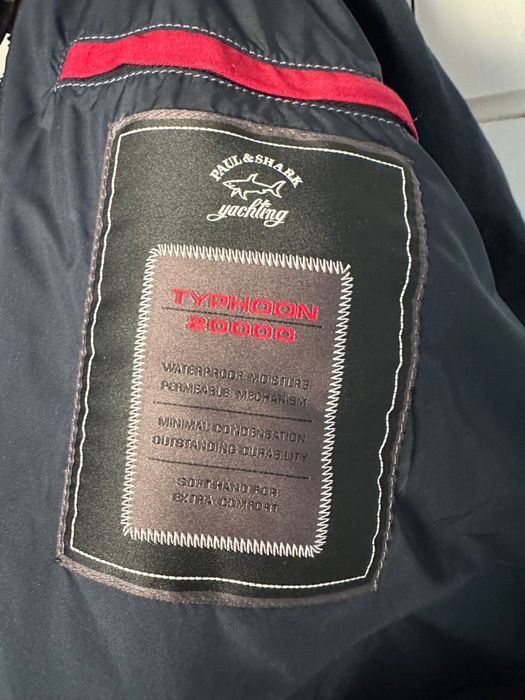 PAUL & SHARK
yachting
TYPHOON
20000
WATERPROOF MOISTURE
PERMEABLE MECHANISM
MINIMAL CONDENSATION
OUTSTANDING DURABILITY
SOFT HAND FOR
EXTRA COMFORT